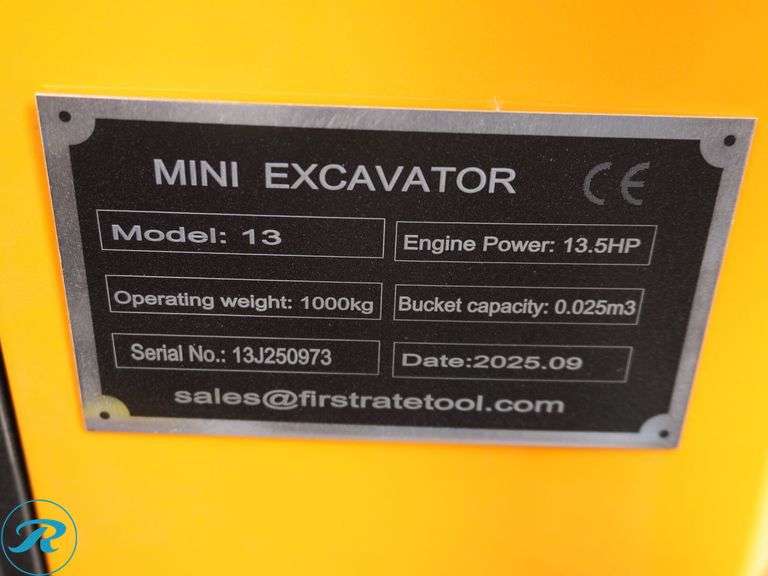 MINI EXCAVATOR CE
Model: 13
Engine Power: 13.5HP
Operating weight: 1000kg
Bucket capacity: 0.025m3
Serial No.: 13J250973
Date:2025.09
sales@firstratetool.com
R